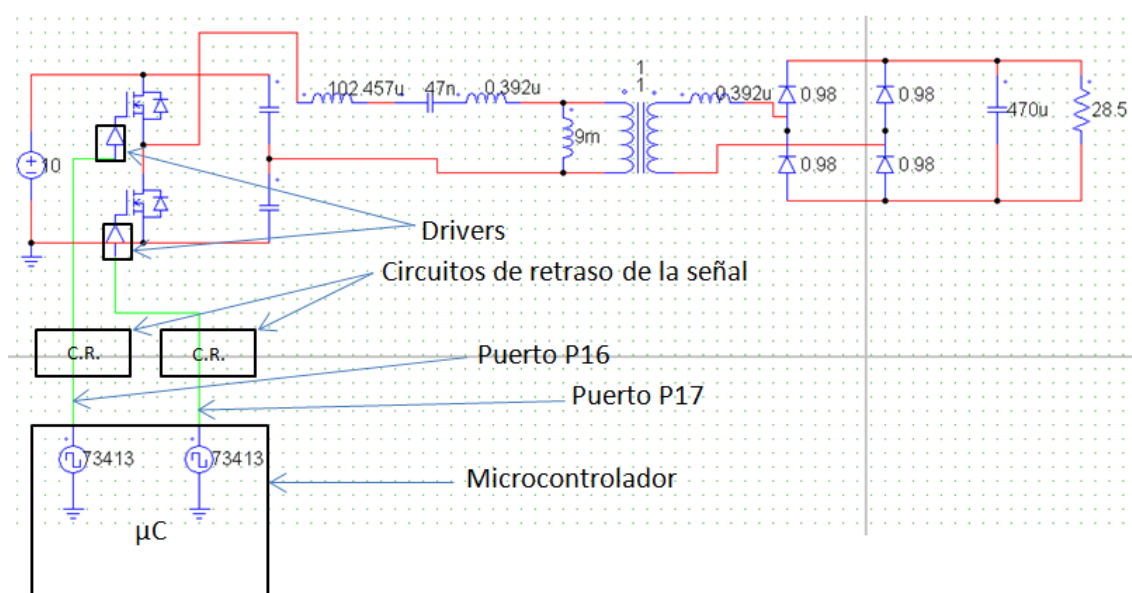 1
1
102.457u 47n 0.392u
0.392u
0.98
0.98
9m
470u
28.5
10
0.98
0.98
Drivers
Circuitos de retraso de la señal
C.R.
C.R.
Puerto P16
Puerto P17
73413
73413
Microcontrolador
µC